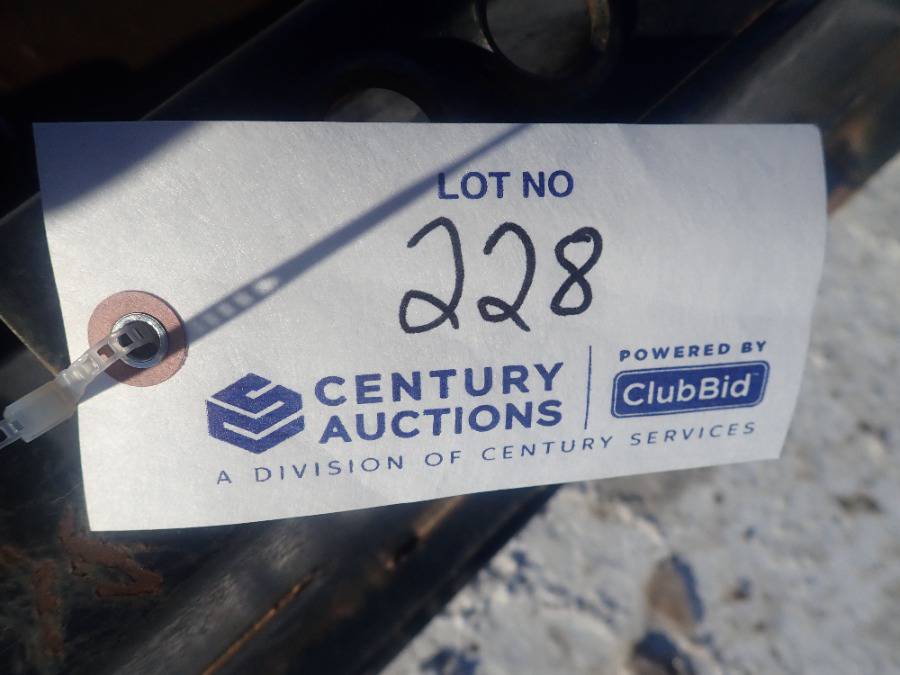 LOT NO
228
CENTURY
AUCTIONS
POWERED BY
ClubBid
A DIVISION OF CENTURY SERVICES